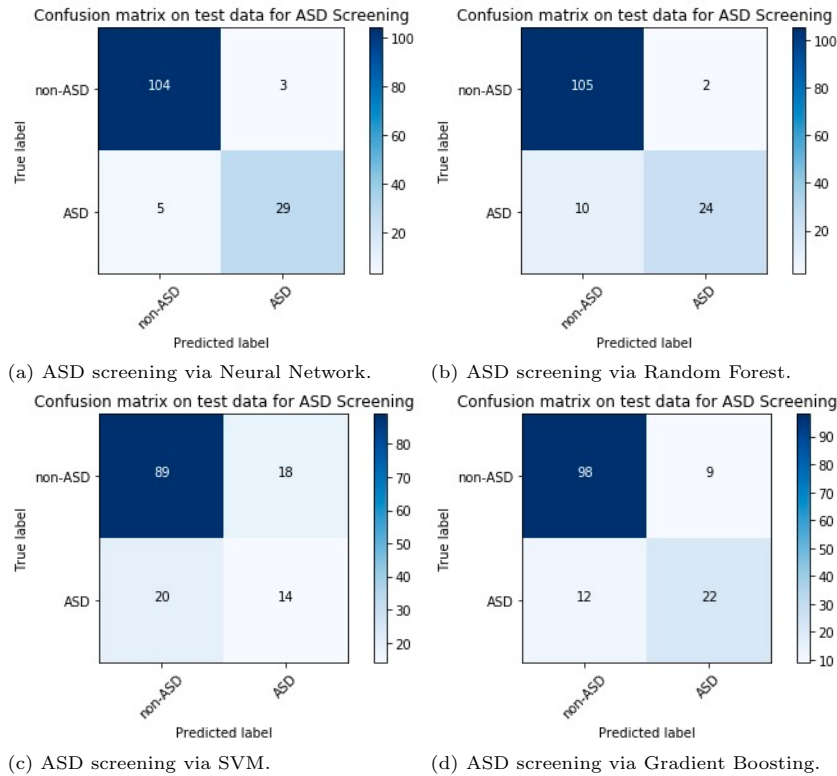 Confusion matrix on test data for ASD Screening
non-ASD
ASD
True label
104
3
5
29
100
80
60
40
20
non-ASD
ASD
Predicted label
(a) ASD screening via Neural Network.
Confusion matrix on test data for ASD Screening
non-ASD
ASD
True label
105
2
10
24
100
80
60
40
20
non-ASD
ASD
Predicted label
(b) ASD screening via Random Forest.
Confusion matrix on test data for ASD Screening
non-ASD
ASD
True label
89
18
20
14
80
70
60
50
40
30
20
non-ASD
ASD
Predicted label
(c) ASD screening via SVM.
Confusion matrix on test data for ASD Screening
non-ASD
ASD
True label
98
9
12
22
90
80
70
60
50
40
30
20
10
non-ASD
ASD
Predicted label
(d) ASD screening via Gradient Boosting.